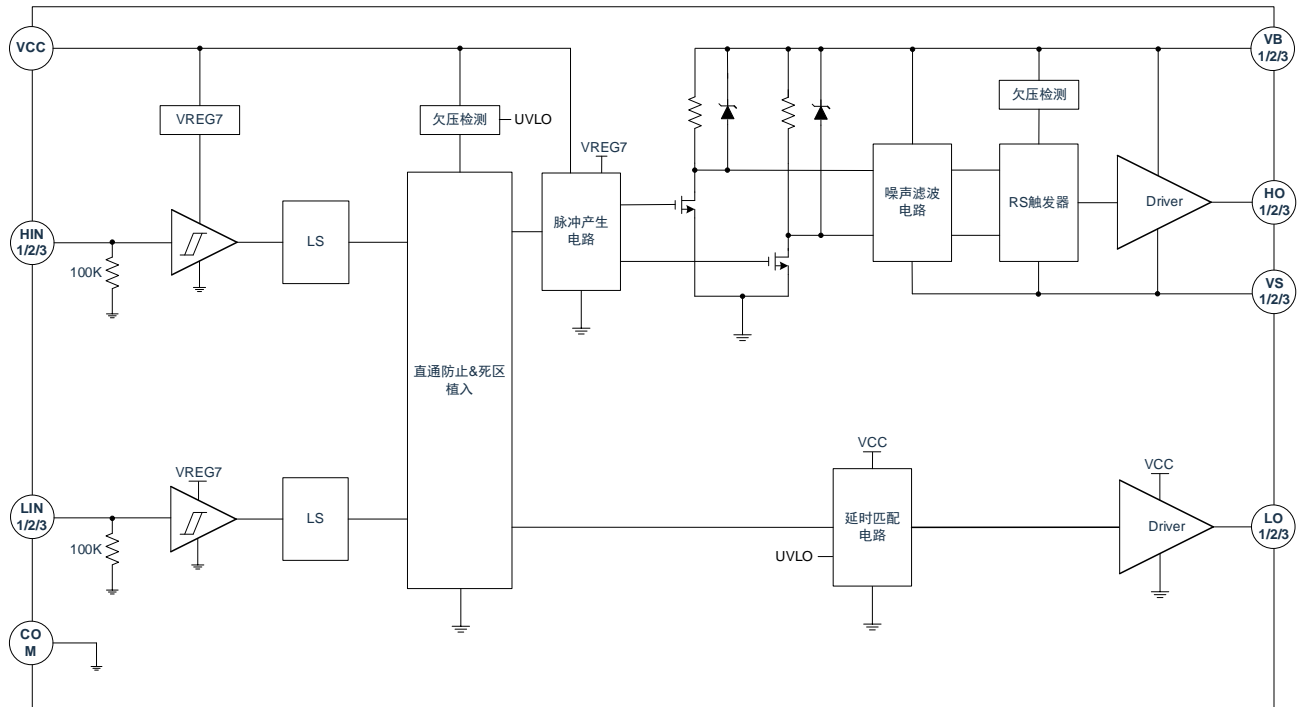 VCC
VB
1/2/3
VREG7
欠压检测
UVLO
欠压检测
VREG7
HIN
1/2/3
100K
LS
脉冲产生
电路
噪声滤波
电路
RS触发器
Driver
HO
1/2/3
VS
1/2/3
直通防止&死区
植入
LIN
1/2/3
100K
VREG7
LS
VCC
延时匹配
电路
UVLO
VCC
Driver
LO
1/2/3
CO
M